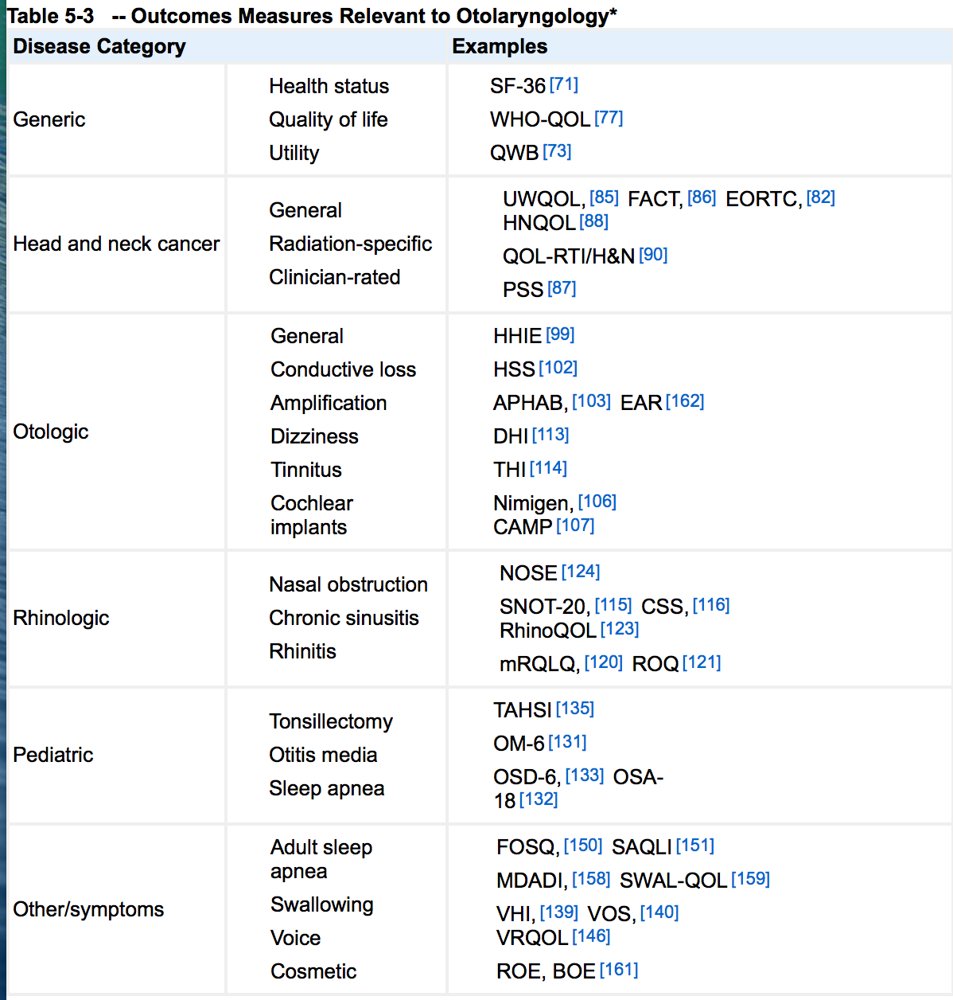 Table 5-3 -- Outcomes Measures Relevant to Otolaryngology*
Disease Category Examples
Generic
Health status
Quality of life
Utility
SF-36 [71]
WHO-QOL [77]
QWB [73]
Head and neck cancer
General
Radiation-specific
Clinician-rated
UWQOL, [85] FACT, [86] EORTC, [82]
HNQOL [88]
QOL-RTI/H&N [90]
PSS [87]
Otologic
General
Conductive loss
Amplification
Dizziness
Tinnitus
Cochlear
implants
HHIE [99]
HSS [102]
APHAB, [103] EAR [162]
DHI [113]
THI [114]
Nimigen, [106]
CAMP [107]
Rhinologic
Nasal obstruction
Chronic sinusitis
Rhinitis
NOSE [124]
SNOT-20, [115] CSS, [116]
RhinoQOL [123]
mRQLQ, [120] ROQ [121]
Pediatric
Tonsillectomy
Otitis media
Sleep apnea
TAHSI [135]
OM-6 [131]
OSD-6, [133] OSA-
18 [132]
Other/symptoms
Adult sleep
apnea
Swallowing
Voice
Cosmetic
FOSQ, [150] SAQLI [151]
MDADI, [158] SWAL-QOL [159]
VHI, [139] VOS, [140]
VRQOL [146]
ROE, BOE [161]